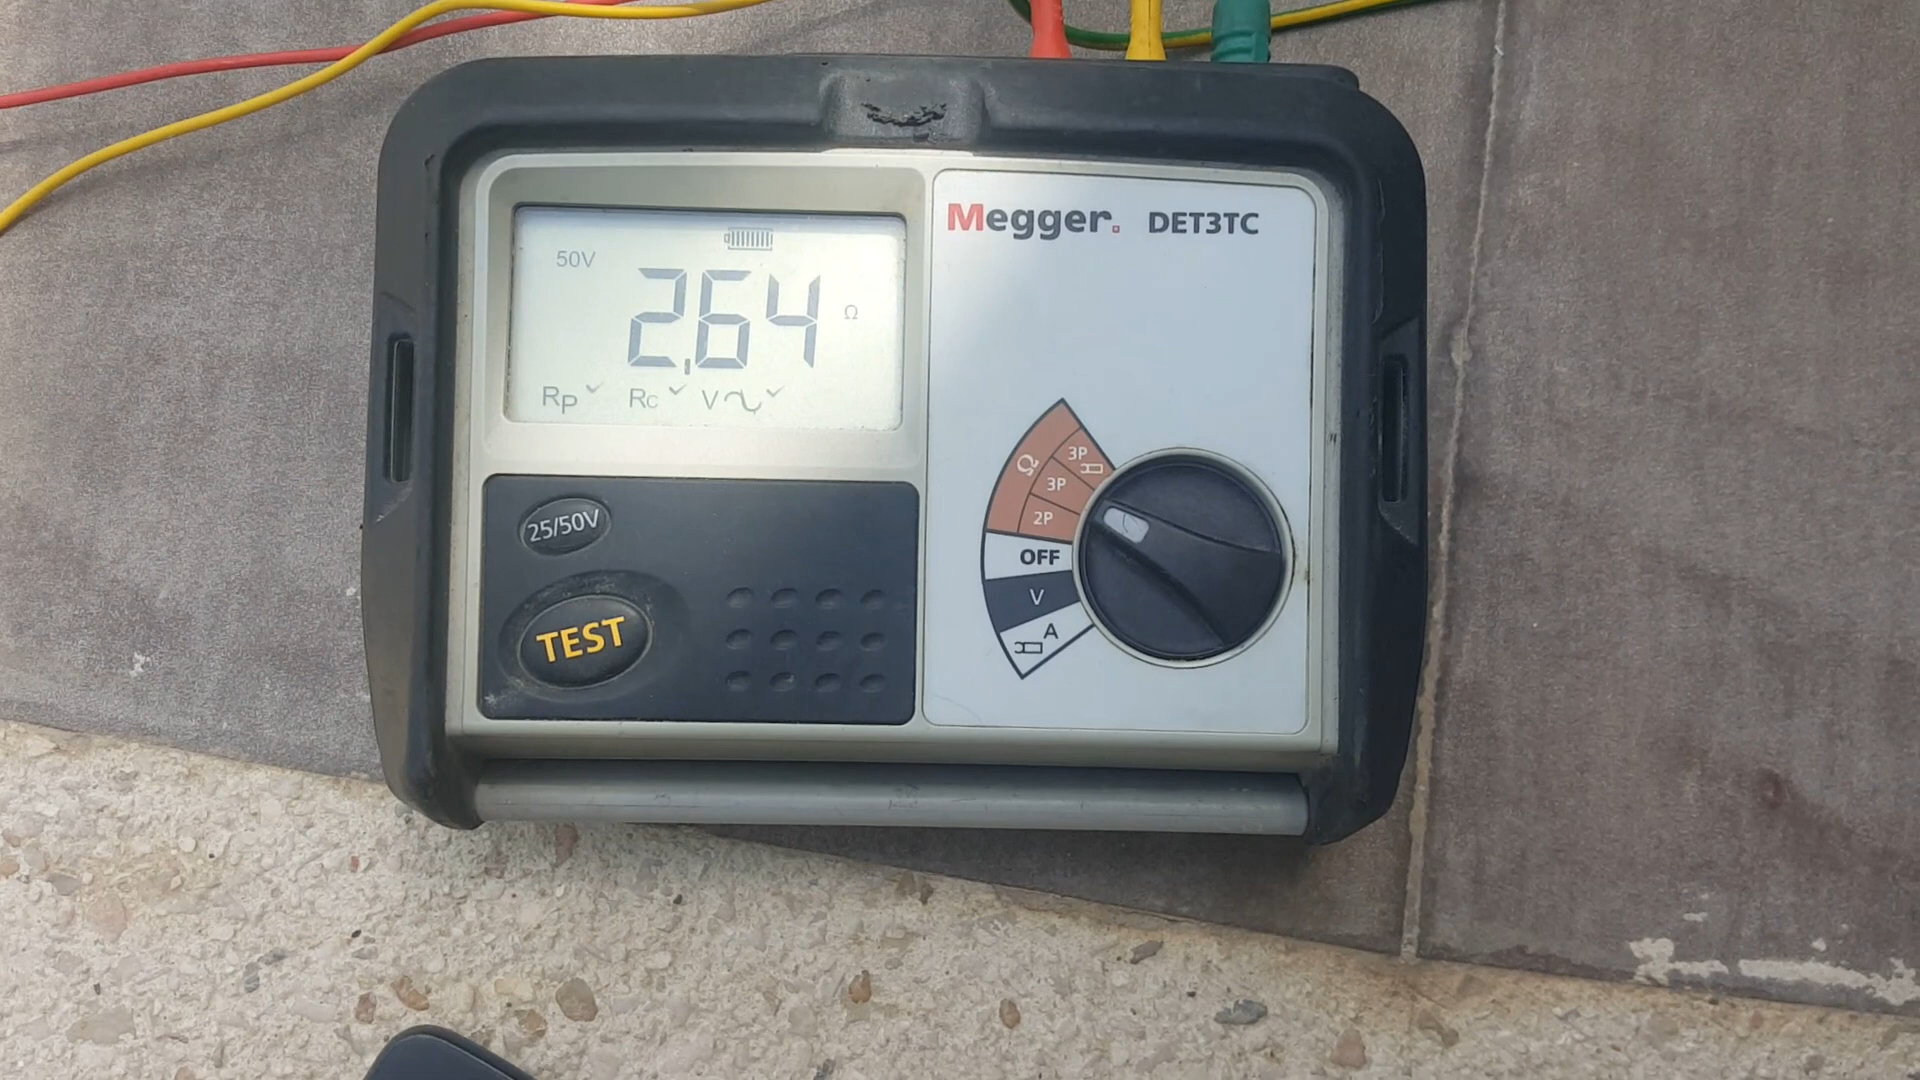 Megger. DET3TC
50V
2.64 Ω
Rp ✓ Rc ✓ V~ ✓
25/50V
TEST
Ω
3P
3P
2P
OFF
V
A